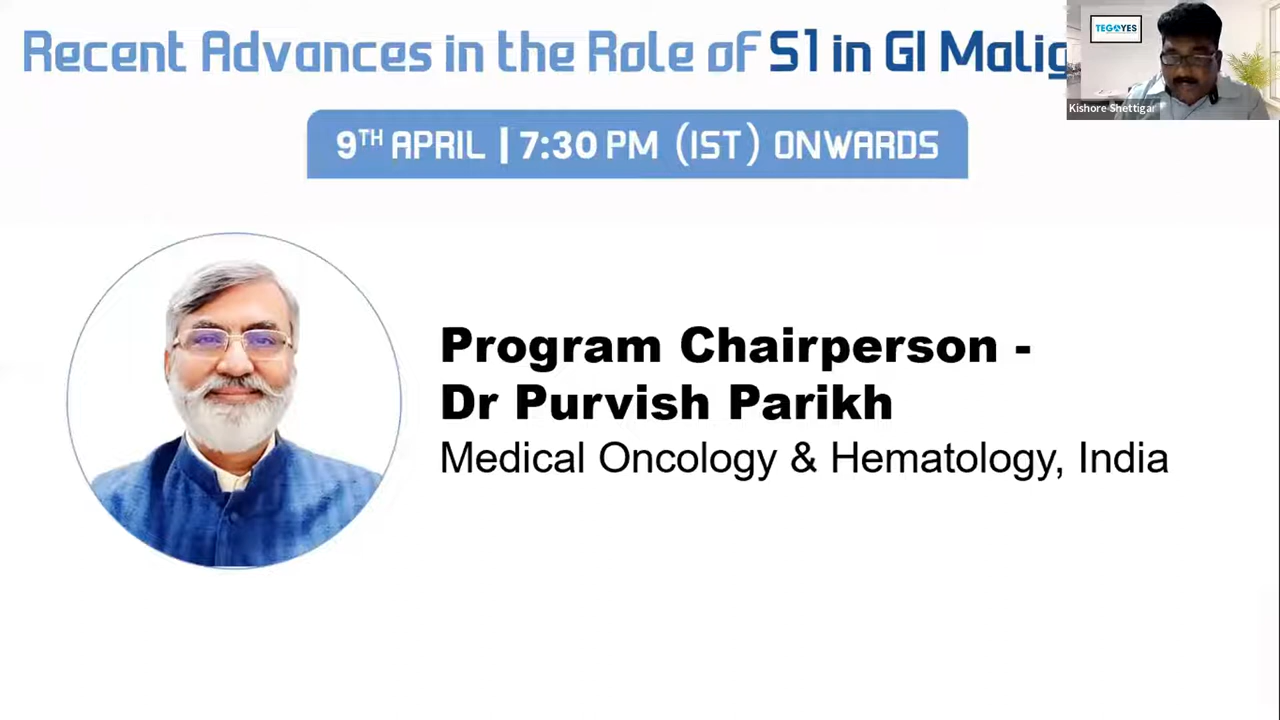 Recent Advances in the Role of S1 in GI Malig
TEGOYES
Kishore Shettigar
9TH APRIL | 7:30 PM (IST) ONWARDS
Program Chairperson -
Dr Purvish Parikh
Medical Oncology & Hematology, India